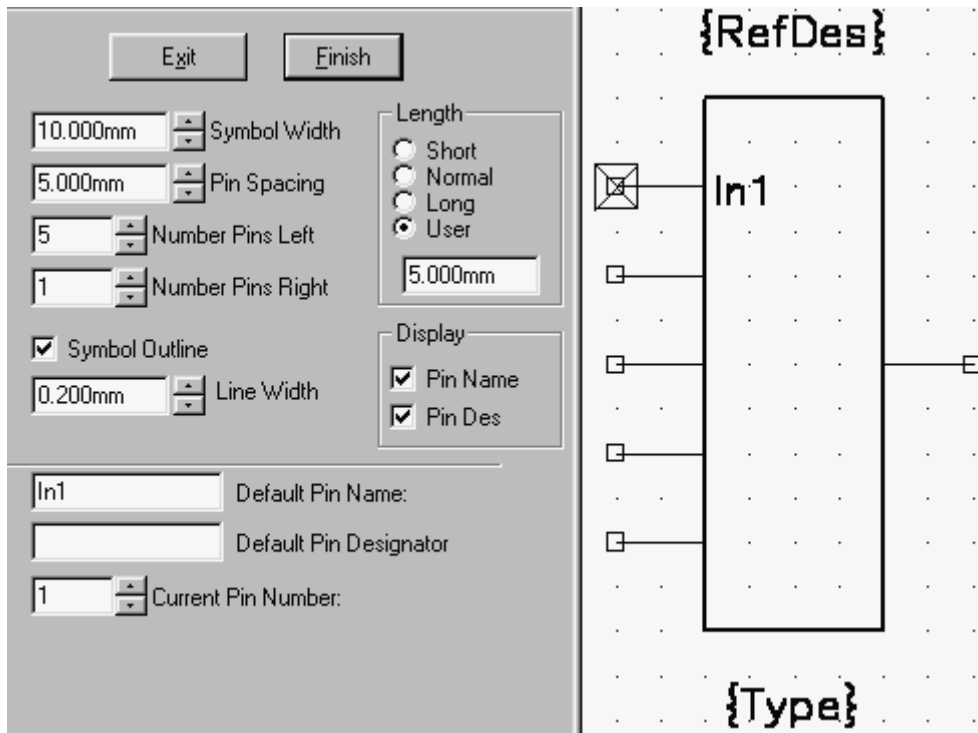 Exit Finish
10.000mm Symbol Width
5.000mm Pin Spacing
5 Number Pins Left
1 Number Pins Right
Symbol Outline
0.200mm Line Width
Length
Short
Normal
Long
User
5.000mm
Display
Pin Name
Pin Des
In1 Default Pin Name:
Default Pin Designator
1 Current Pin Number:
{RefDes}
In1
{Type}